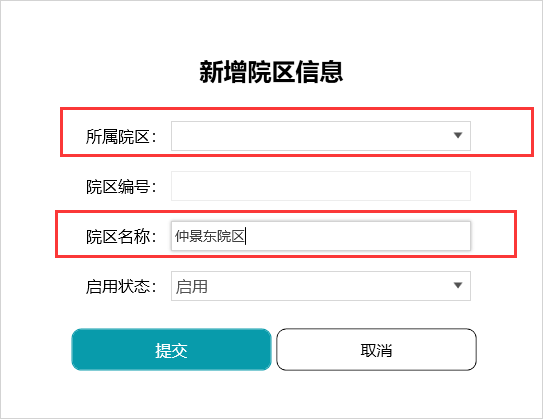 新增院区信息
所属院区：
院区编号：
院区名称： 仲景东院区
启用状态： 启用
提交 取消